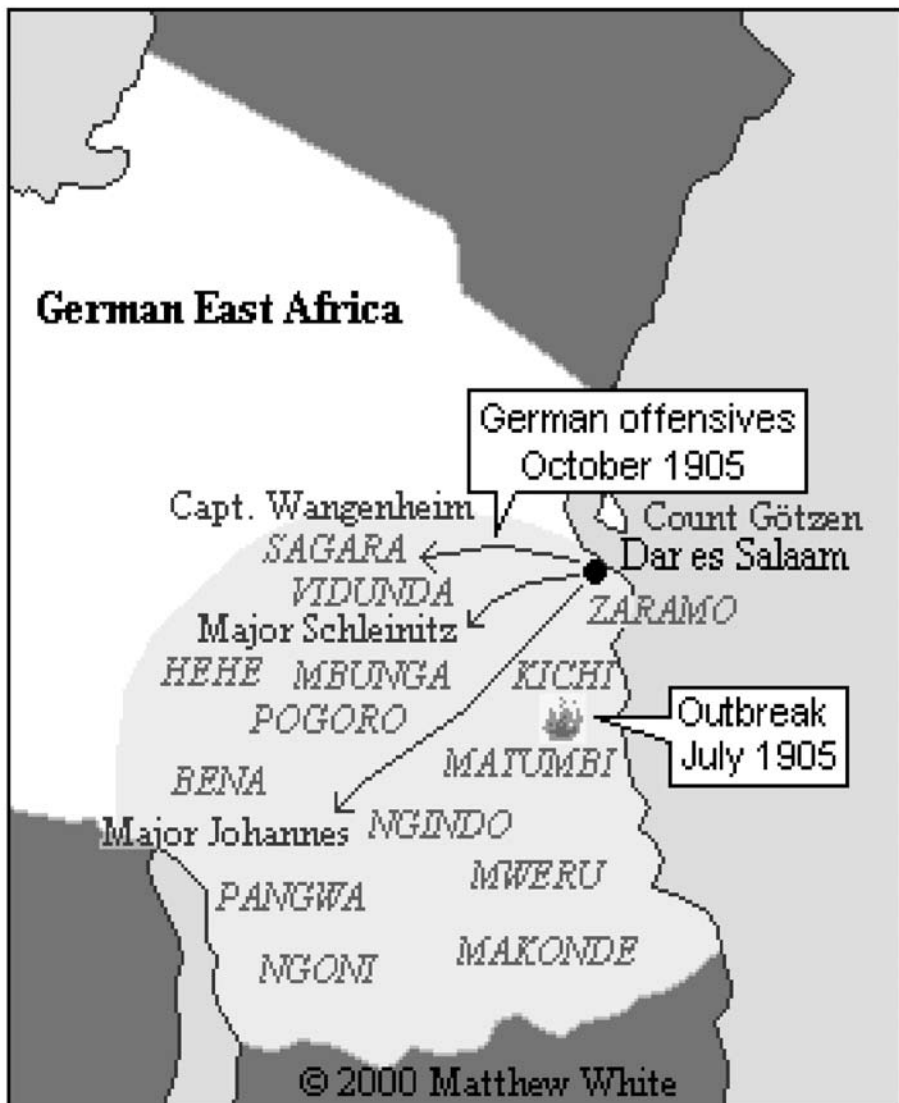 German East Africa
German offensives
October 1905
Capt. Wangenheim
Count Götzen
SAGARA
Dar es Salaam
VIDUNDA
ZARAMO
Major Schleinitz
HEHE
MBUNGA
KICHI
POGORO
Outbreak
July 1905
MATUMBI
BENA
Major Johannes
NGINDO
MWERU
PANGWA
MAKONDE
NGONI
© 2000 Matthew White